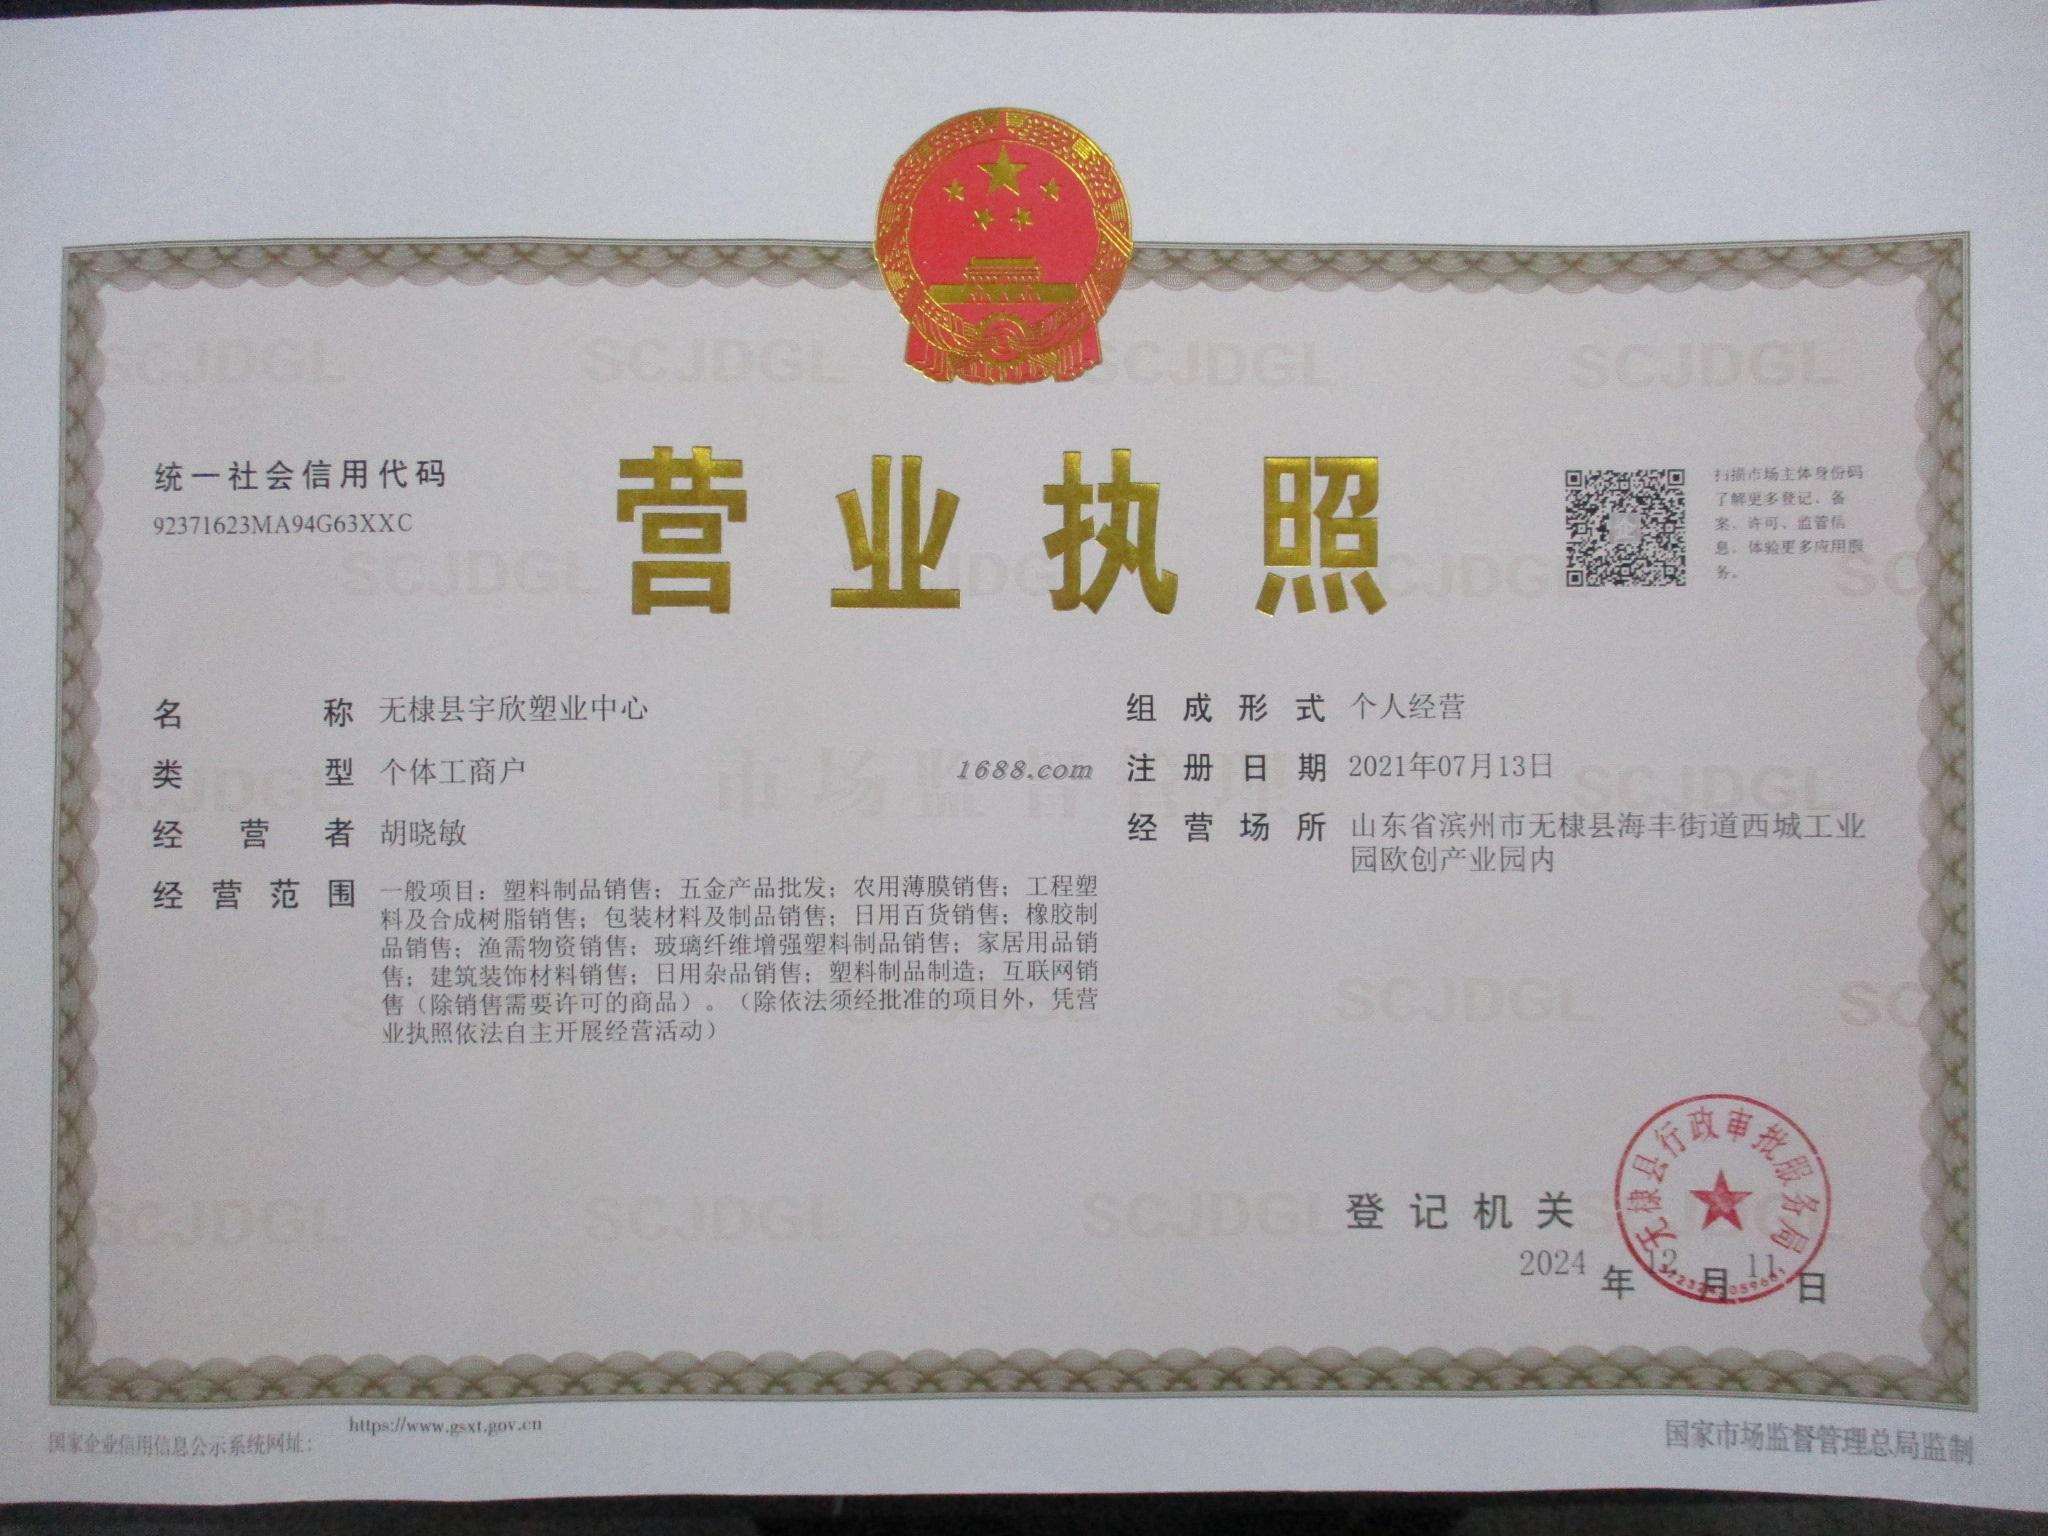 统一社会信用代码
92371623MA94G63XXC
营业执照
扫描市场主体身份码
了解更多登记、备
案、许可、监管信
息、体验更多应用服
务。
名称 无棣县宇欣塑业中心
类型 个体工商户
经营者 胡晓敏
经营范围 一般项目：塑料制品销售；五金产品批发；农用薄膜销售；工程塑
料及合成树脂销售；包装材料及制品销售；日用百货销售；橡胶制
品销售；渔需物资销售；玻璃纤维增强塑料制品销售；家居用品销
售；建筑装饰材料销售；日用杂品销售；塑料制品制造；互联网销
售（除销售需要许可的商品）。（除依法须经批准的项目外，凭营
业执照依法自主开展经营活动）
1688.com
组成形式 个人经营
注册日期 2021年07月13日
经营场所 山东省滨州市无棣县海丰街道西城工业
园欧创产业园内
市场监督管理
SCJDGL
登记机关
无棣县行政审批服务局
2024年12月11日
国家企业信用信息公示系统网址：
https://www.gsxt.gov.cn
国家市场监督管理总局监制